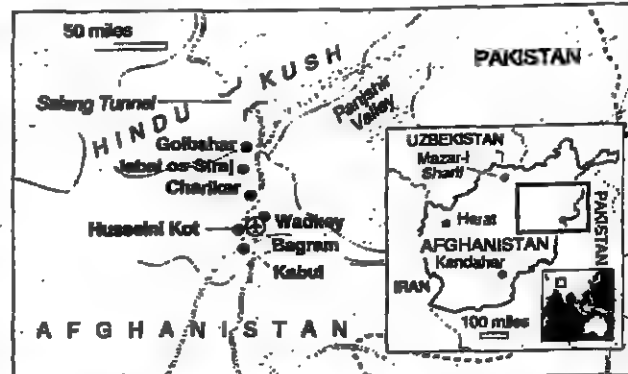 50 miles
PAKISTAN
HINDU KUSH
Salang Tunnel
Panjshir
Valley
Golbahar
Jabal os-Siraj
Charikar
Husseini Kot
Wadkey
Bagram
Kabul
AFGHANISTAN
UZBEKISTAN
Mazar-i
Sharif
Herat
PAKISTAN
AFGHANISTAN
Kandahar
IRAN
100 miles